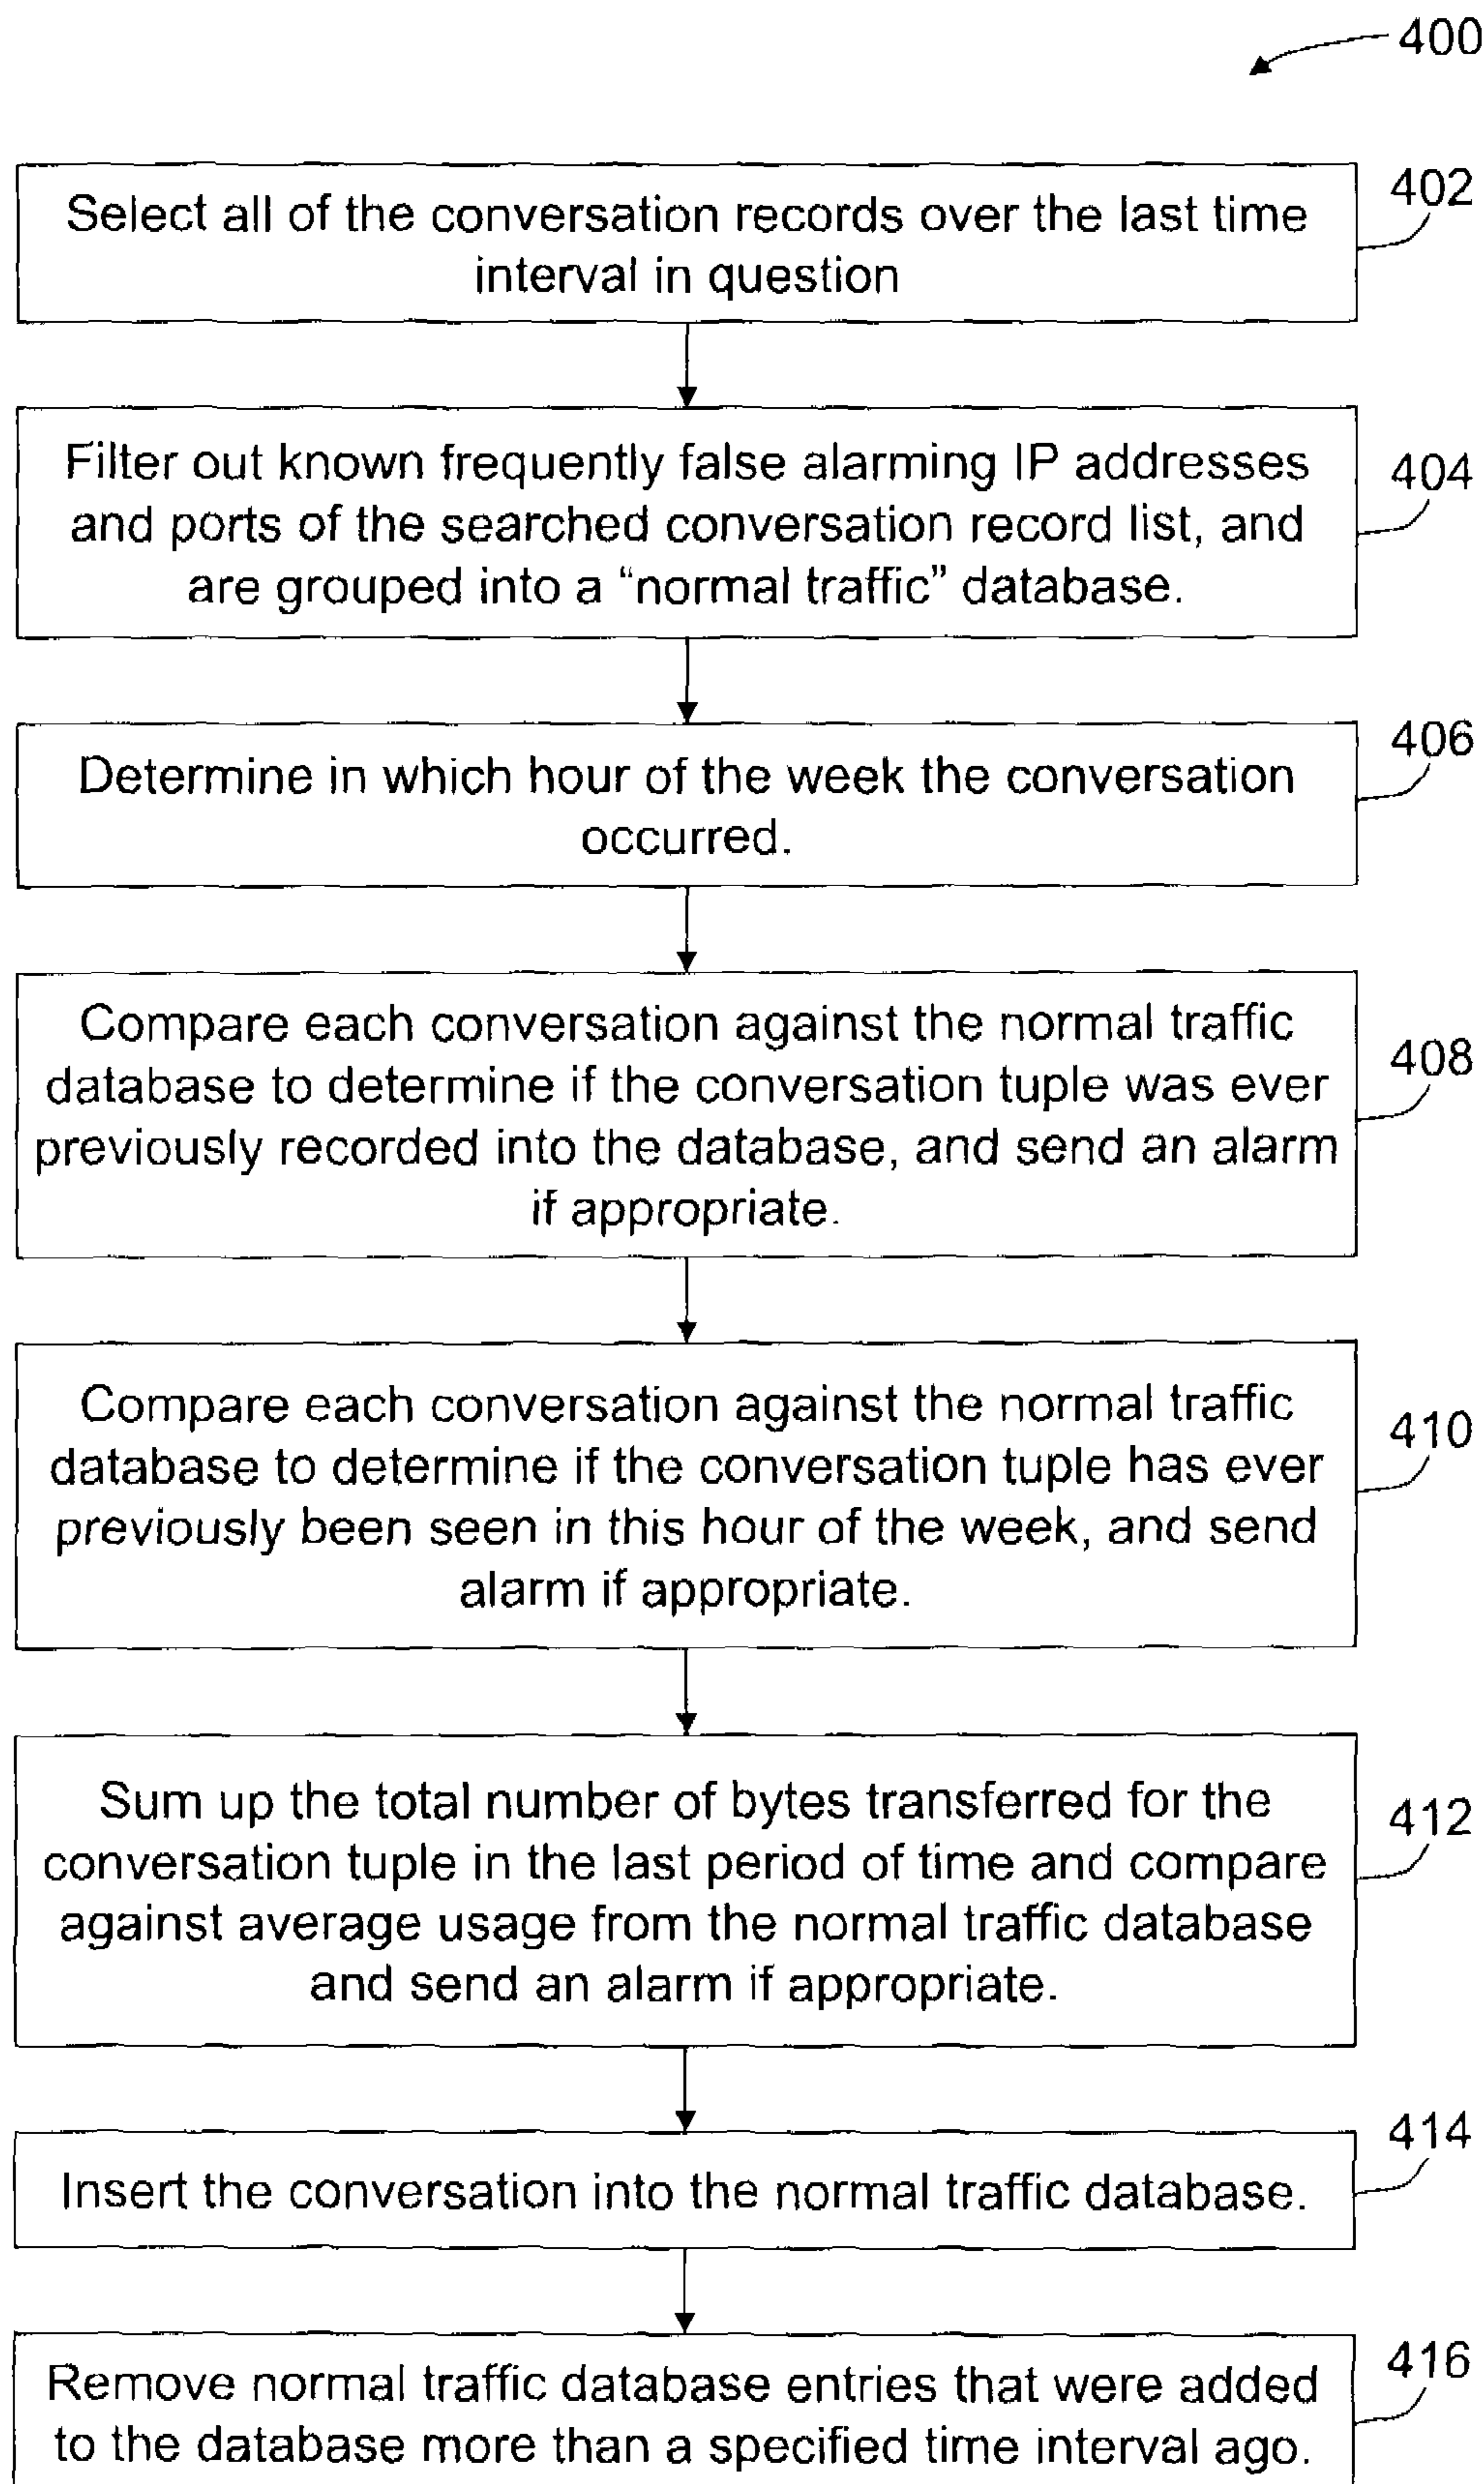 400
Select all of the conversation records over the last time
interval in question
402
Filter out known frequently false alarming IP addresses
and ports of the searched conversation record list, and
are grouped into a “normal traffic” database.
404
Determine in which hour of the week the conversation
occurred.
406
Compare each conversation against the normal traffic
database to determine if the conversation tuple was ever
previously recorded into the database, and send an alarm
if appropriate.
408
Compare each conversation against the normal traffic
database to determine if the conversation tuple has ever
previously been seen in this hour of the week, and send
alarm if appropriate.
410
Sum up the total number of bytes transferred for the
conversation tuple in the last period of time and compare
against average usage from the normal traffic database
and send an alarm if appropriate.
412
Insert the conversation into the normal traffic database.
414
Remove normal traffic database entries that were added
to the database more than a specified time interval ago.
416